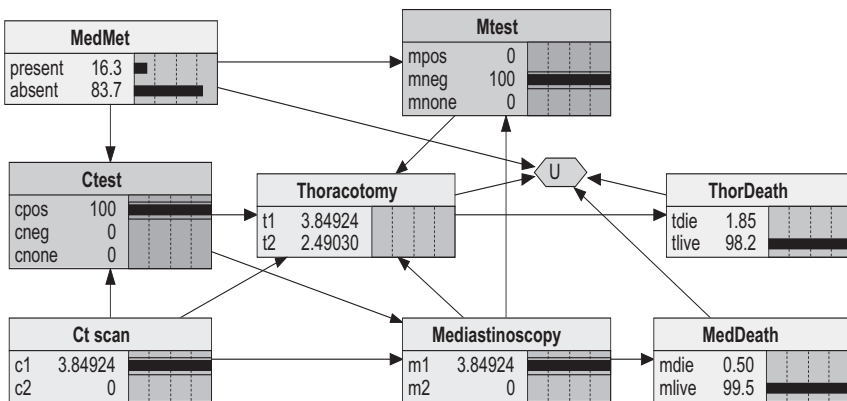 MedMet
present 16.3
absent 83.7
Mtest
mpos 0
mneg 100
mnone 0
Ctest
cpos 100
cneg 0
cnone 0
Thoracotomy
t1 3.84924
t2 2.49030
U
ThorDeath
tdie 1.85
tlive 98.2
Ct scan
c1 3.84924
c2 0
Mediastinoscopy
m1 3.84924
m2 0
MedDeath
mdie 0.50
mlive 99.5